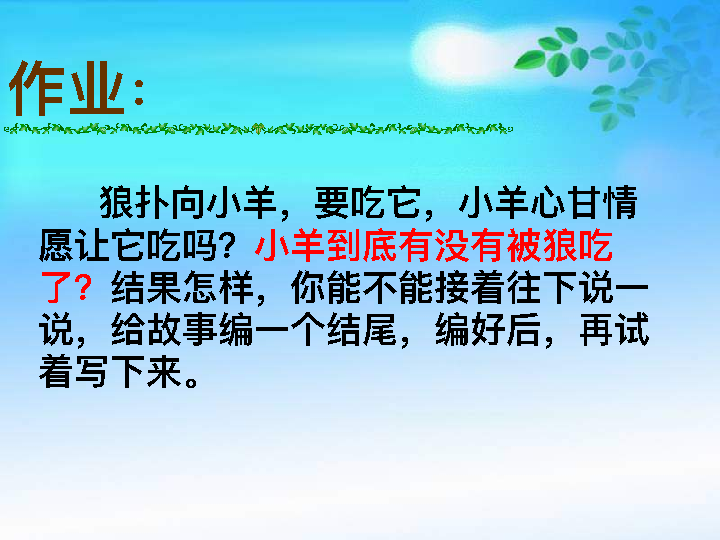 作业：
狼扑向小羊，要吃它，小羊心甘情
愿让它吃吗？小羊到底有没有被狼吃
了？结果怎样，你能不能接着往下说一
说，给故事编一个结尾，编好后，再试
着写下来。